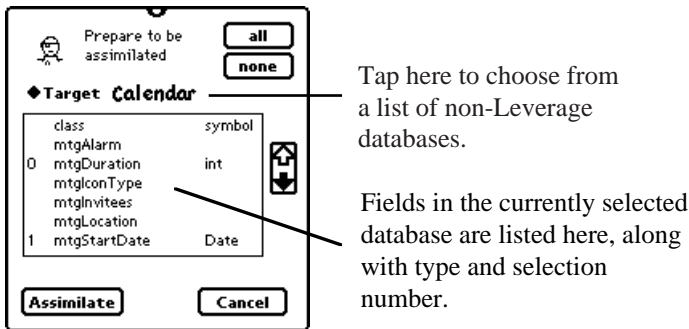 Prepare to be
assimilated
all
none
◆Target Calendar
class symbol
mtgAlarm
0 mtgDuration int
mtgIconType
mtgInvitees
mtgLocation
1 mtgStartDate Date
Assimilate Cancel
Tap here to choose from
a list of non-Leverage
databases.
Fields in the currently selected
database are listed here, along
with type and selection
number.